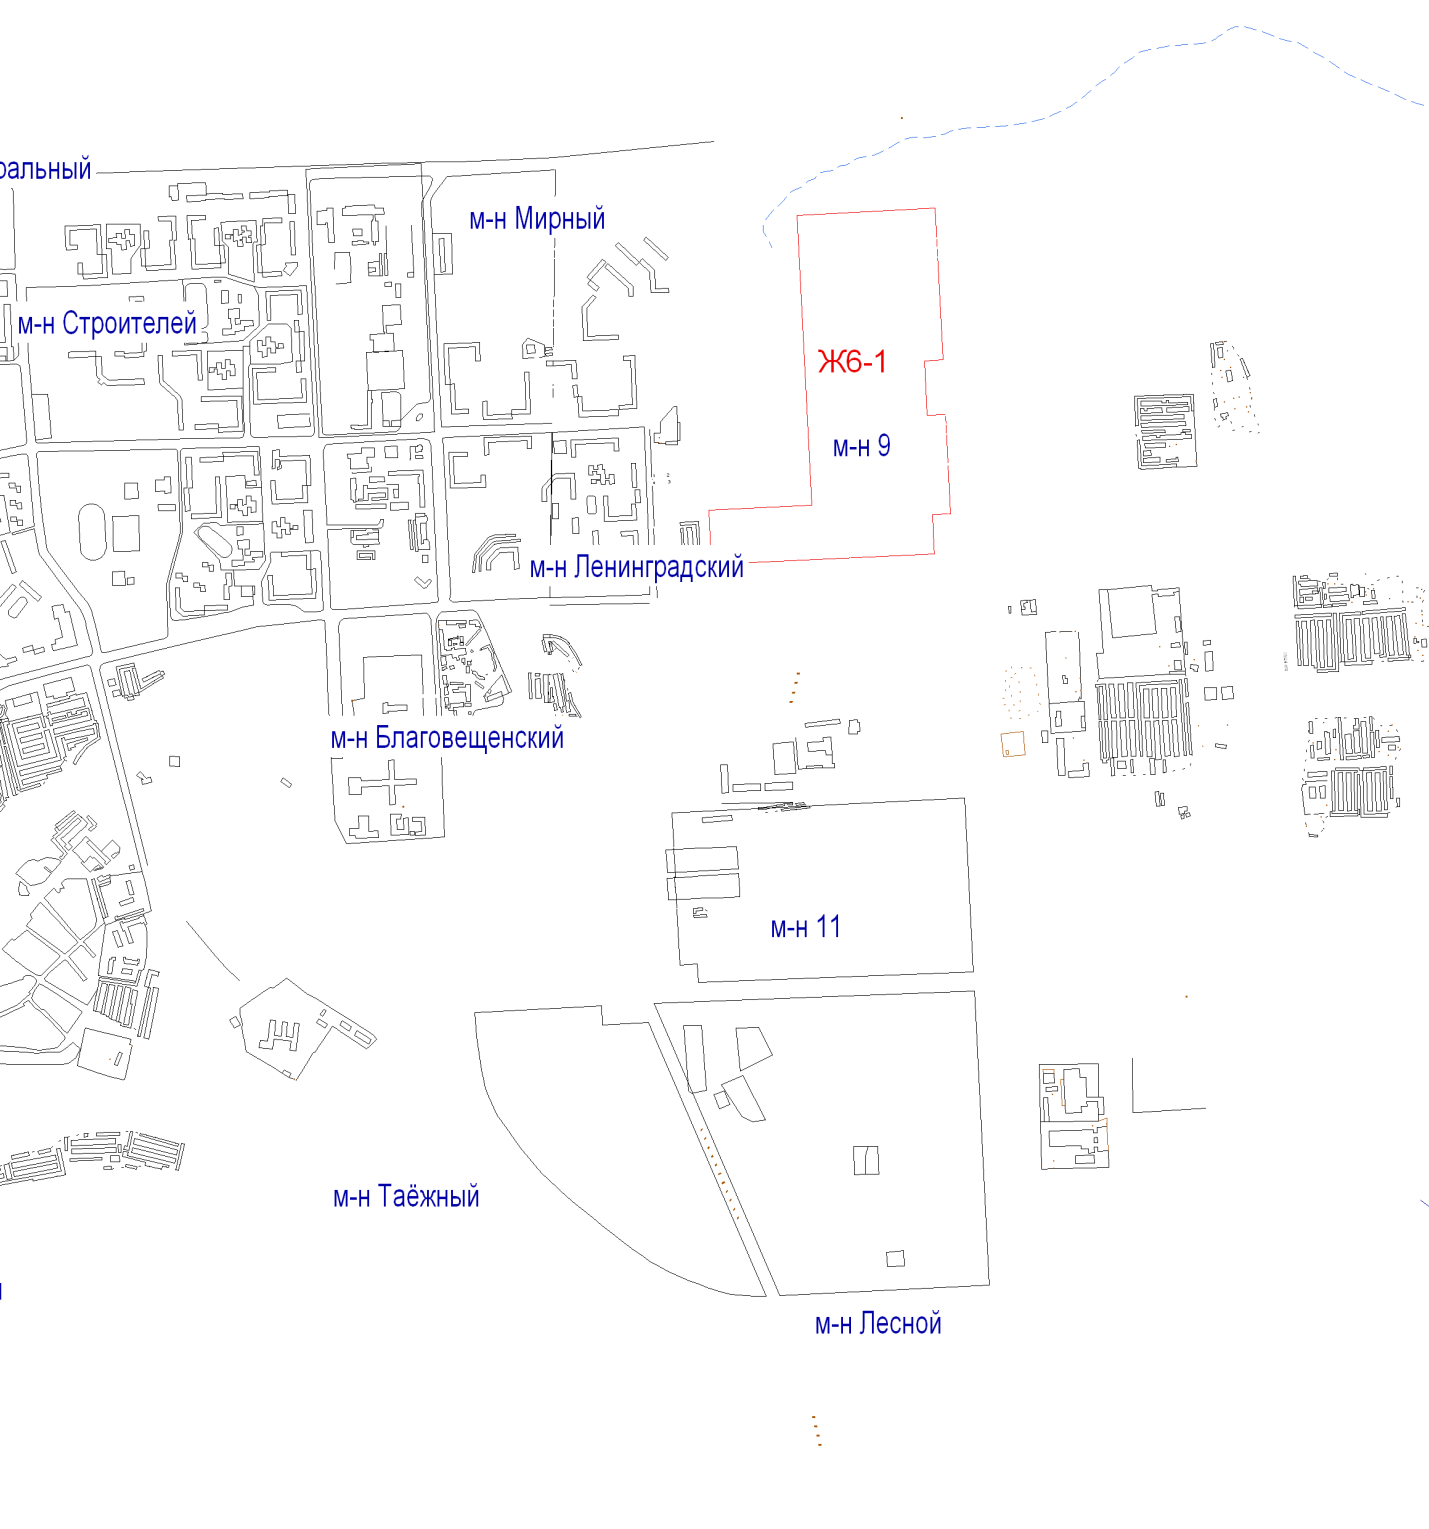 ральный
м-н Мирный
м-н Строителей
Ж6-1
м-н 9
м-н Ленинградский
м-н Благовещенский
м-н 11
м-н Таёжный
м-н Лесной